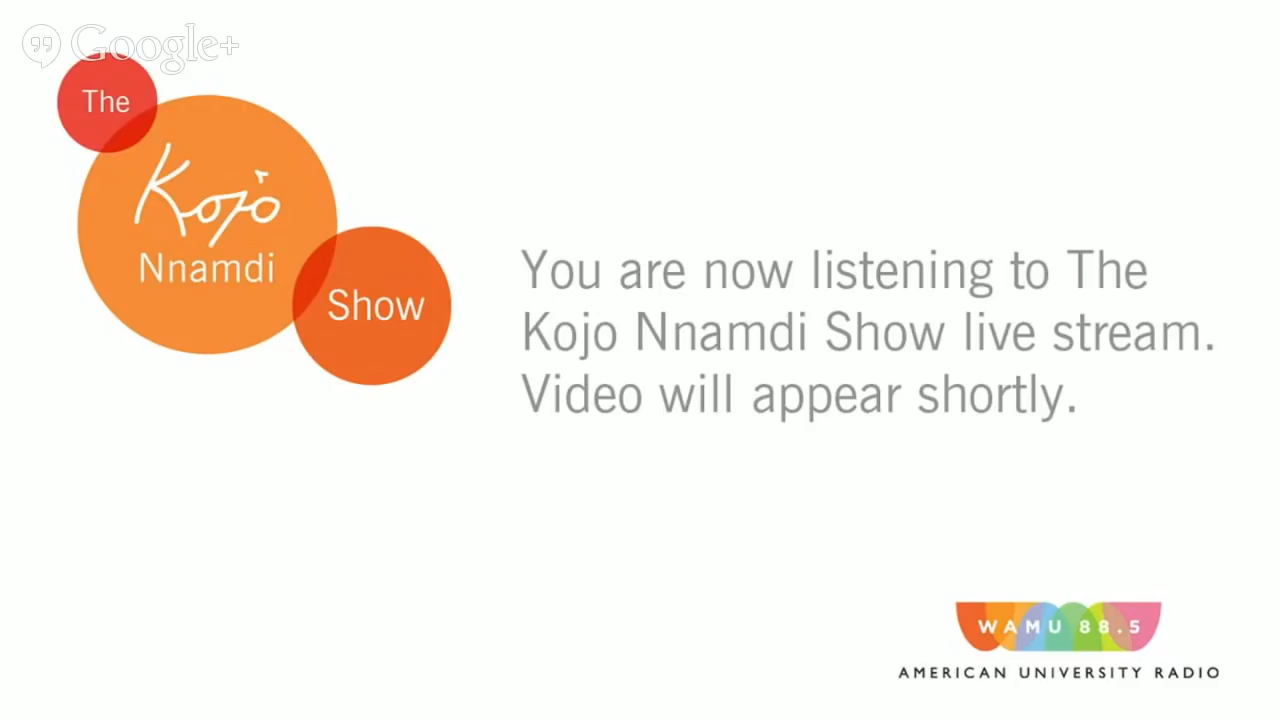 Google+
The
Kojo
Nnamdi
Show
You are now listening to The
Kojo Nnamdi Show live stream.
Video will appear shortly.
WAMU 88.5
AMERICAN UNIVERSITY RADIO